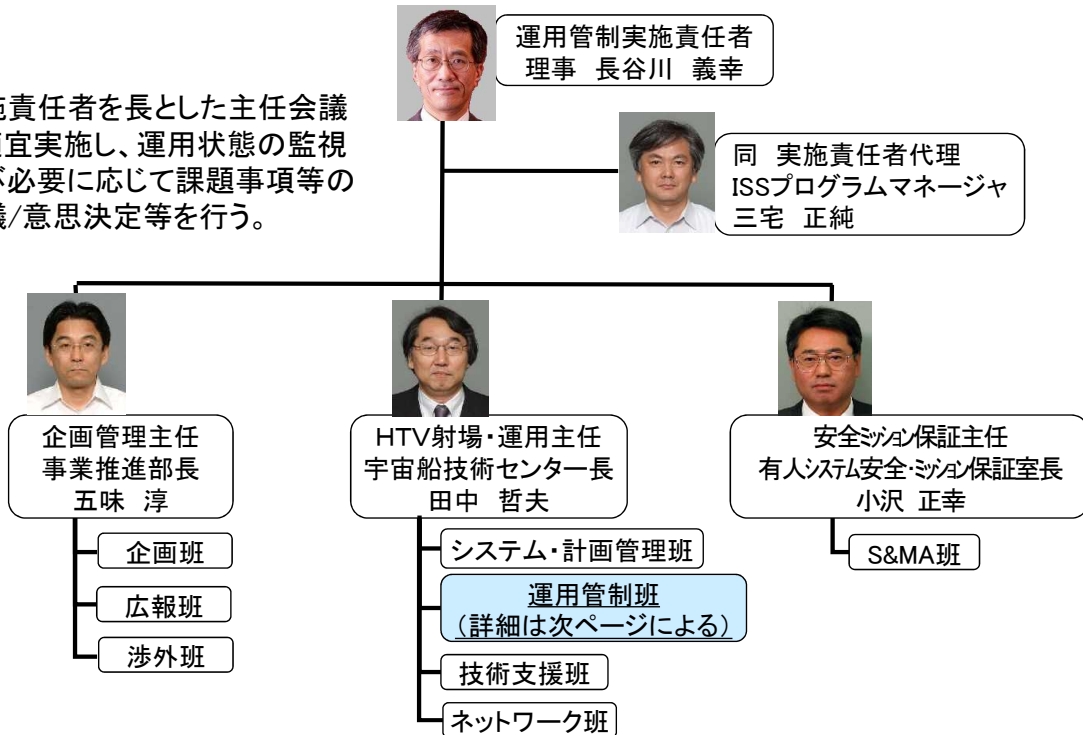 運用管制実施責任者
理事 長谷川 義幸
施責任者を長とした主任会議
宜実施し、運用状態の監視
必要に応じて課題事項等の
/意思決定等を行う。
同 実施責任者代理
ISSプログラムマネージャ
三宅 正純
企画管理主任
事業推進部長
五味 淳
企画班
広報班
渉外班
HTV射場・運用主任
宇宙船技術センター長
田中 哲夫
システム・計画管理班
運用管制班
(詳細は次ページによる)
技術支援班
ネットワーク班
安全ミッション保証主任
有人システム安全・ミッション保証室長
小沢 正幸
S&MA班